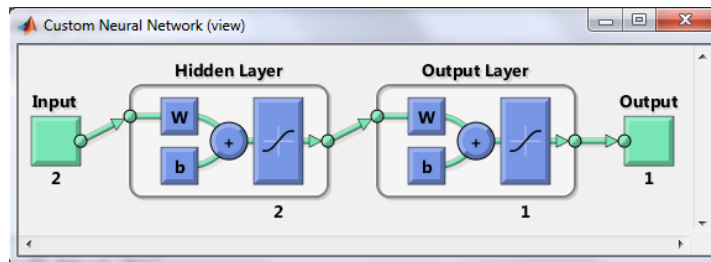 Custom Neural Network (view)
Hidden Layer
Output Layer
Input
Output
W
W
+
+
b
b
2
1
2
1